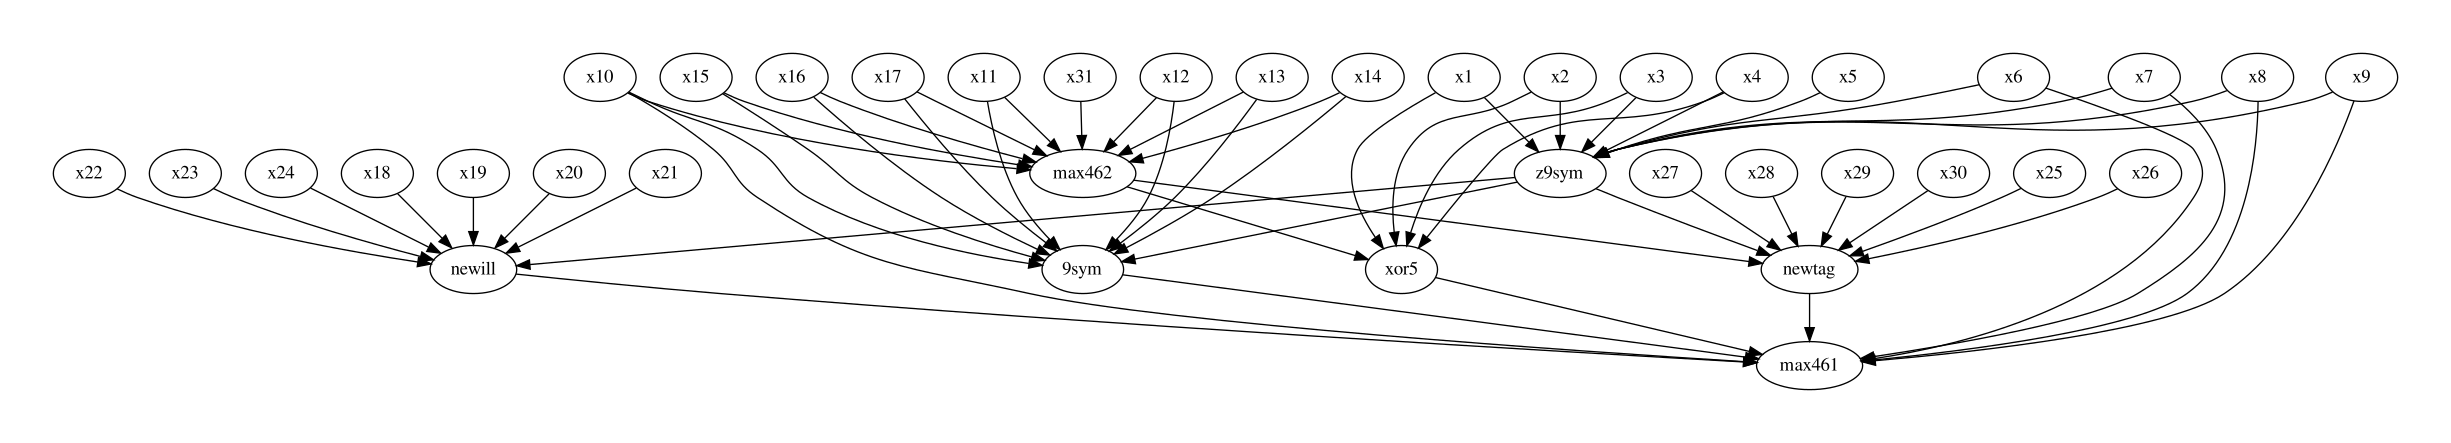 x10 x15 x16 x17 x11 x31 x12 x13 x14 x1 x2 x3 x4 x5 x6 x7 x8 x9
x22 x23 x24 x18 x19 x20 x21 max462 z9sym x27 x28 x29 x30 x25 x26
newill 9sym xor5 newtag
max461